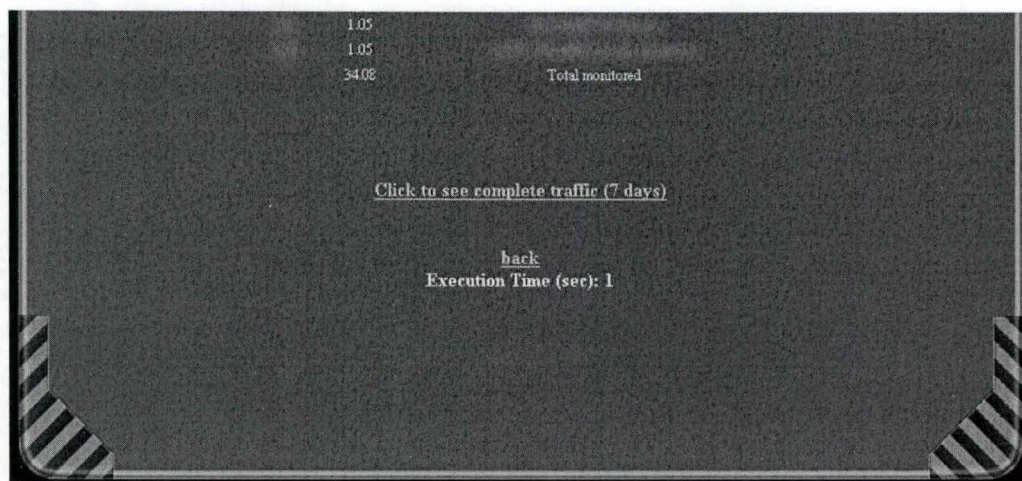 1.05
1.05
34.08 Total monitored
Click to see complete traffic (7 days)
back
Execution Time (sec): 1